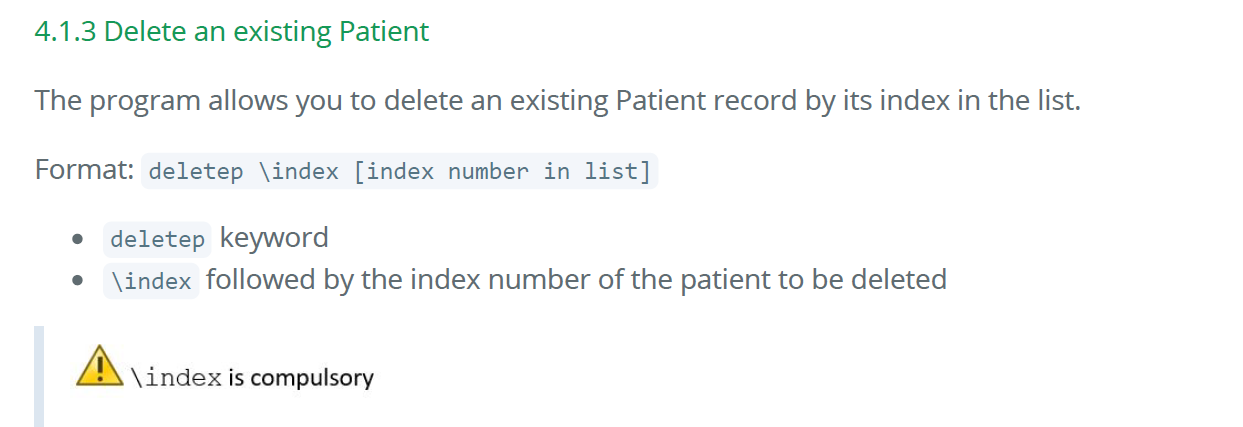 4.1.3 Delete an existing Patient
The program allows you to delete an existing Patient record by its index in the list.
Format: deletep \index [index number in list]
deletep keyword
\index followed by the index number of the patient to be deleted
\index is compulsory